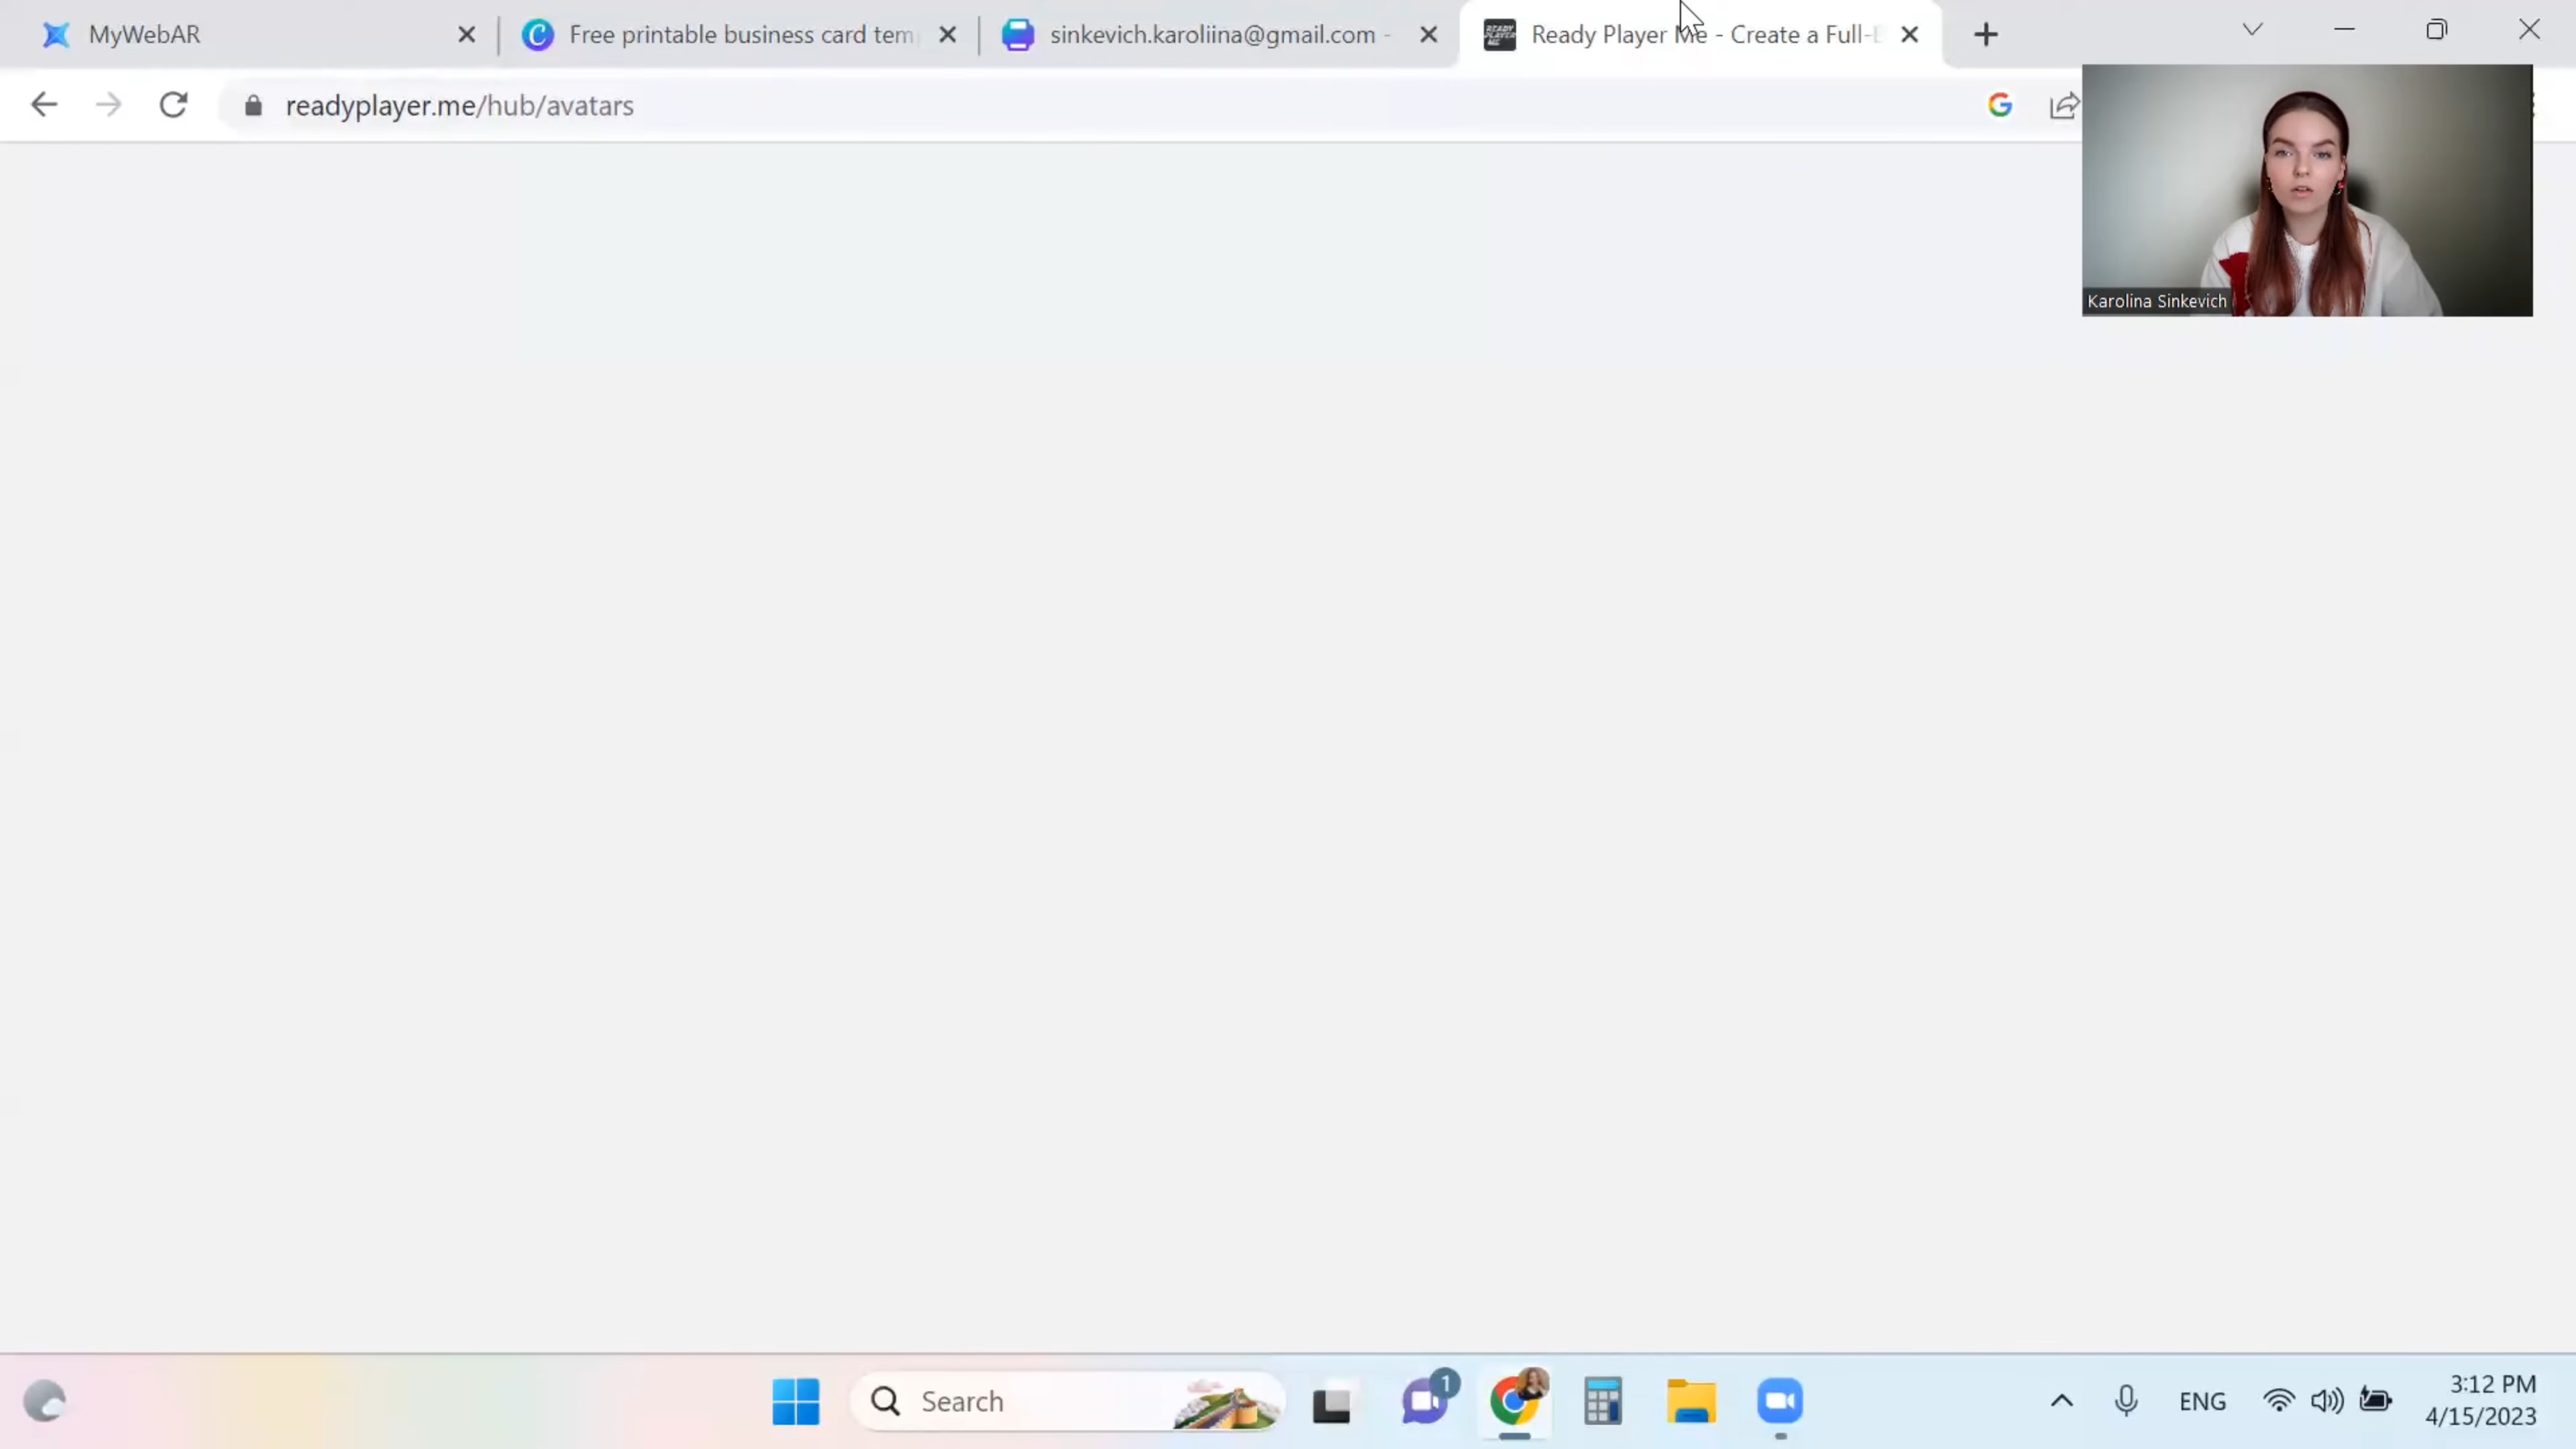 MyWebAR
Free printable business card tem
sinkevich.karoliina@gmail.com -
Ready Player Me - Create a Full-
readyplayer.me/hub/avatars
Karolina Sinkevich
Search
1
ENG
3:12 PM
4/15/2023